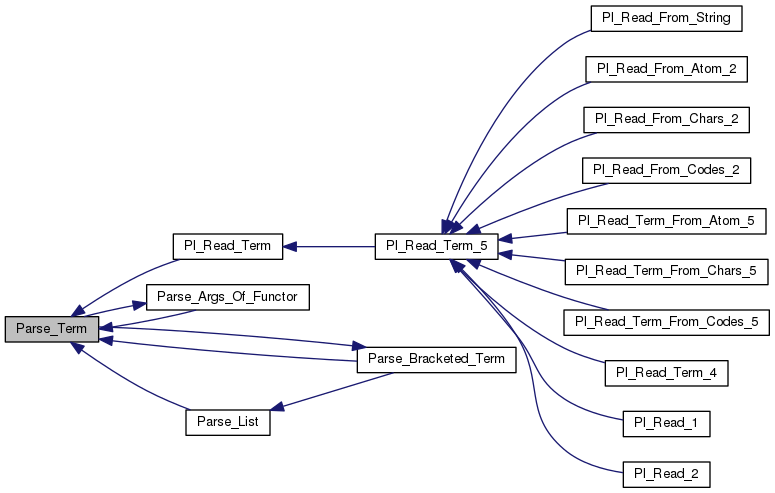 Pl_Read_From_String
Pl_Read_From_Atom_2
Pl_Read_From_Chars_2
Pl_Read_From_Codes_2
Pl_Read_Term_From_Atom_5
Pl_Read_Term
Pl_Read_Term_5
Pl_Read_Term_From_Chars_5
Parse_Args_Of_Functor
Pl_Read_Term_From_Codes_5
Parse_Term
Parse_Bracketed_Term
Pl_Read_Term_4
Parse_List
Pl_Read_1
Pl_Read_2